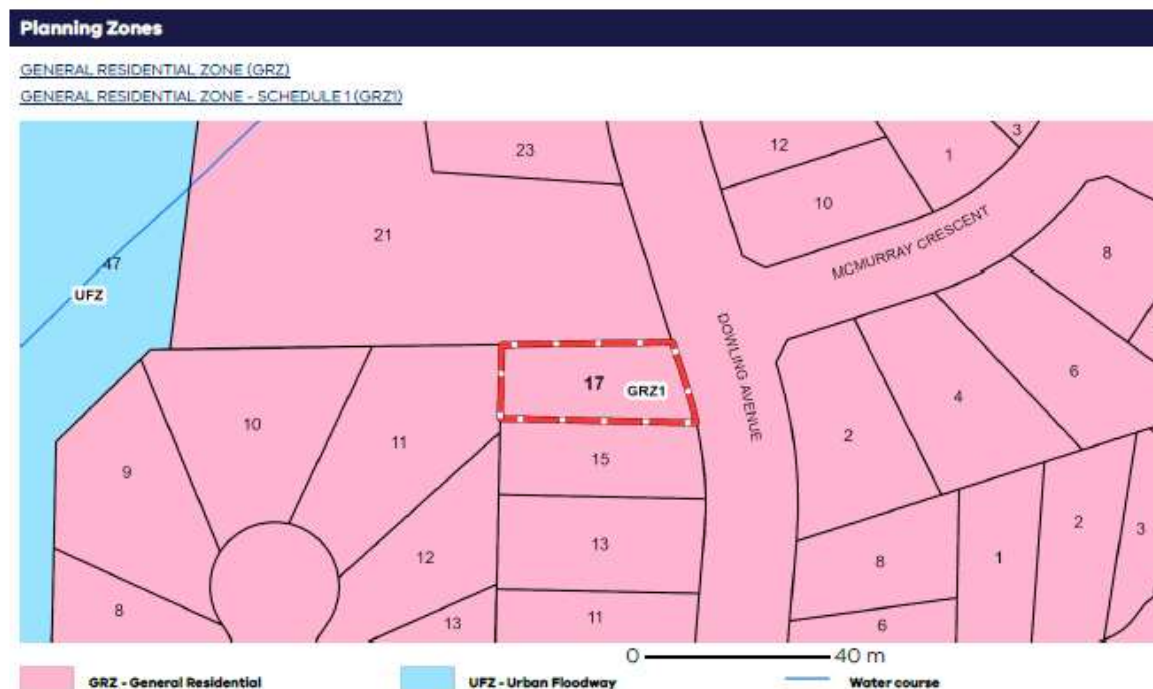 Planning Zones
GENERAL RESIDENTIAL ZONE (GRZ)
GENERAL RESIDENTIAL ZONE - SCHEDULE 1 (GRZ1)
3
12
23
1
10
21
MCMURRAY CRESCENT
8
47
UFZ
DOWLING AVENUE
17
GRZ1
6
4
10
11
2
15
9
2
3
13
12
8
1
8
13
11
6
0
40 m
GRZ - General Residential
UFZ - Urban Floodway
Water course